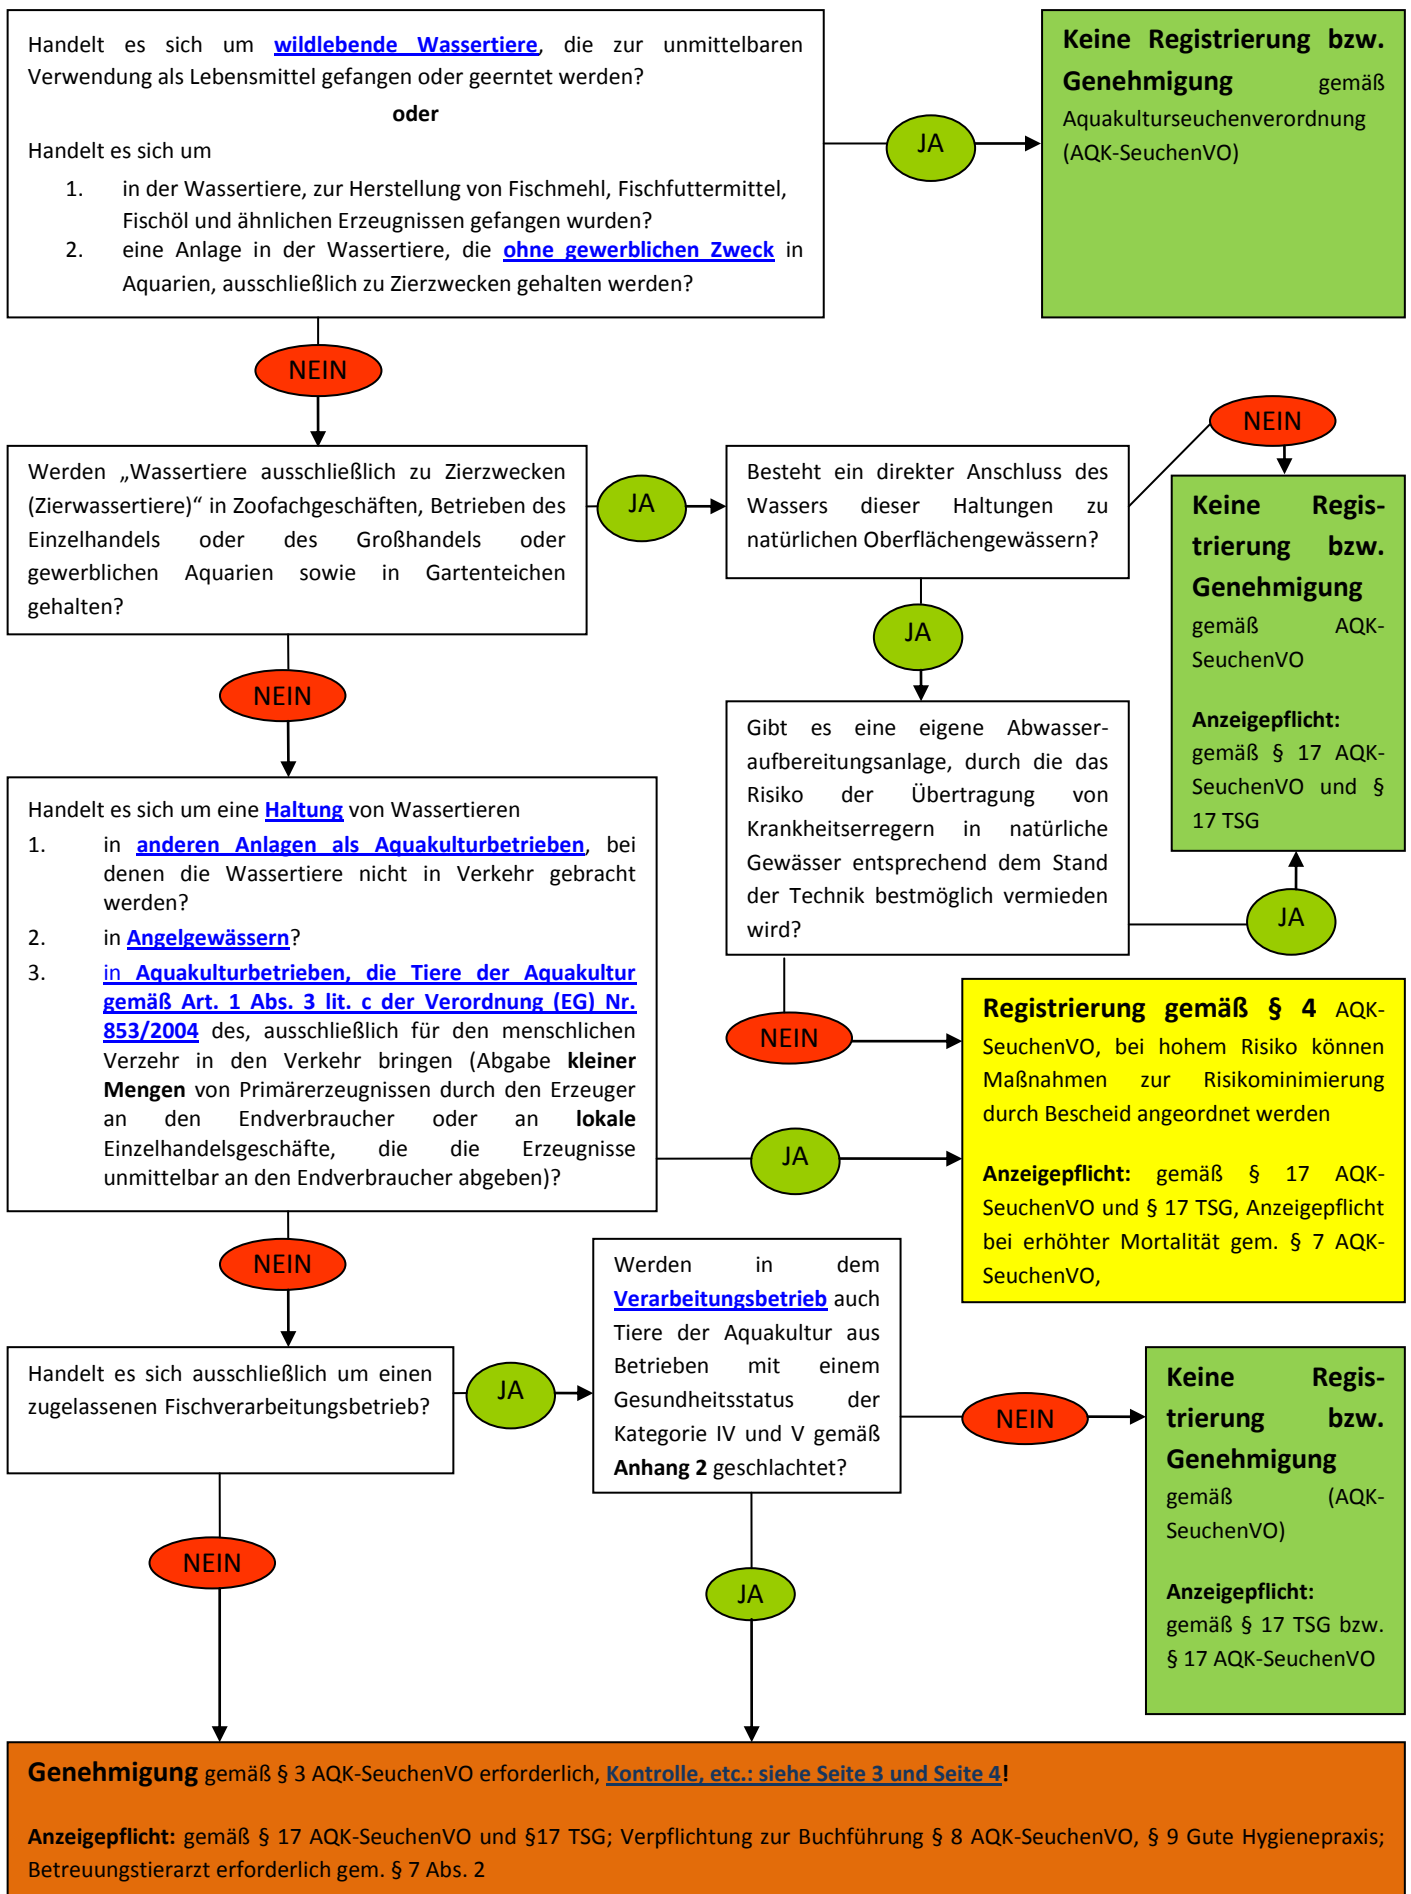 Handelt es sich um wildlebende Wassertiere, die zur unmittelbaren
Verwendung als Lebensmittel gefangen oder geerntet werden?
oder
Handelt es sich um
1. in der Wassertiere, zur Herstellung von Fischmehl, Fischfuttermittel,
Fischöl und ähnlichen Erzeugnissen gefangen wurden?
2. eine Anlage in der Wassertiere, die ohne gewerblichen Zweck in
Aquarien, ausschließlich zu Zierzwecken gehalten werden?
JA
Keine Registrierung bzw.
Genehmigung gemäß
Aquakulturseuchenverordnung
(AQK-SeuchenVO)
NEIN
Werden „Wassertiere ausschließlich zu Zierzwecken
(Zierwassertiere)“ in Zoofachgeschäften, Betrieben des
Einzelhandels oder des Großhandels oder
gewerblichen Aquarien sowie in Gartenteichen
gehalten?
JA
Besteht ein direkter Anschluss des
Wassers dieser Haltungen zu
natürlichen Oberflächengewässern?
NEIN
Keine Regis-
trierung bzw.
Genehmigung
gemäß AQK-
SeuchenVO
Anzeigepflicht:
gemäß § 17 AQK-
SeuchenVO und §
17 TSG
JA
NEIN
Gibt es eine eigene Abwasser-
aufbereitungsanlage, durch die das
Risiko der Übertragung von
Krankheitserregern in natürliche
Gewässer entsprechend dem Stand
der Technik bestmöglich vermieden
wird?
JA
NEIN
Handelt es sich um eine Haltung von Wassertieren
1. in anderen Anlagen als Aquakulturbetrieben, bei
denen die Wassertiere nicht in Verkehr gebracht
werden?
2. in Angelgewässern?
3. in Aquakulturbetrieben, die Tiere der Aquakultur
gemäß Art. 1 Abs. 3 lit. c der Verordnung (EG) Nr.
853/2004 des, ausschließlich für den menschlichen
Verzehr in den Verkehr bringen (Abgabe kleiner
Mengen von Primärerzeugnissen durch den Erzeuger
an den Endverbraucher oder an lokale
Einzelhandelsgeschäfte, die die Erzeugnisse
unmittelbar an den Endverbraucher abgeben)?
JA
Registrierung gemäß § 4 AQK-
SeuchenVO, bei hohem Risiko können
Maßnahmen zur Risikominimierung
durch Bescheid angeordnet werden
Anzeigepflicht: gemäß § 17 AQK-
SeuchenVO und § 17 TSG, Anzeigepflicht
bei erhöhter Mortalität gem. § 7 AQK-
SeuchenVO,
NEIN
Handelt es sich ausschließlich um einen
zugelassenen Fischverarbeitungsbetrieb?
JA
Werden in dem
Verarbeitungsbetrieb auch
Tiere der Aquakultur aus
Betrieben mit einem
Gesundheitsstatus der
Kategorie IV und V gemäß
Anhang 2 geschlachtet?
NEIN
Keine Regis-
trierung bzw.
Genehmigung
gemäß (AQK-
SeuchenVO)
Anzeigepflicht:
gemäß § 17 TSG bzw.
§ 17 AQK-SeuchenVO
NEIN
JA
Genehmigung gemäß § 3 AQK-SeuchenVO erforderlich, Kontrolle, etc.: siehe Seite 3 und Seite 4!
Anzeigepflicht: gemäß § 17 AQK-SeuchenVO und §17 TSG; Verpflichtung zur Buchführung § 8 AQK-SeuchenVO, § 9 Gute Hygienepraxis;
Betreuungstierarzt erforderlich gem. § 7 Abs. 2